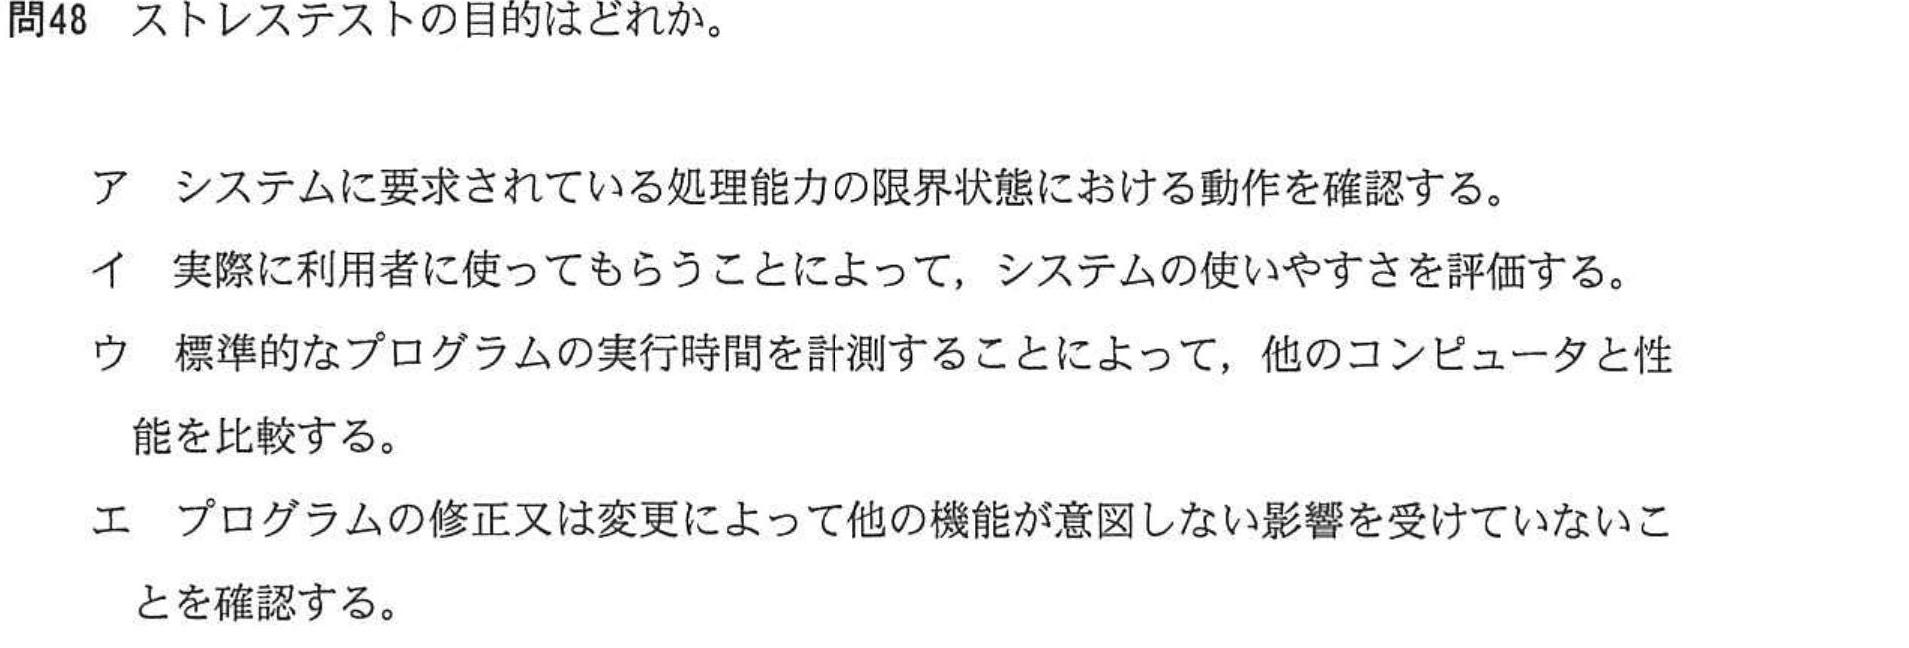 問48　ストレステストの目的はどれか。
ア　システムに要求されている処理能力の限界状態における動作を確認する。
イ　実際に利用者に使ってもらうことによって，システムの使いやすさを評価する。
ウ　標準的なプログラムの実行時間を計測することによって，他のコンピュータと性
能を比較する。
エ　プログラムの修正又は変更によって他の機能が意図しない影響を受けていないこ
とを確認する。